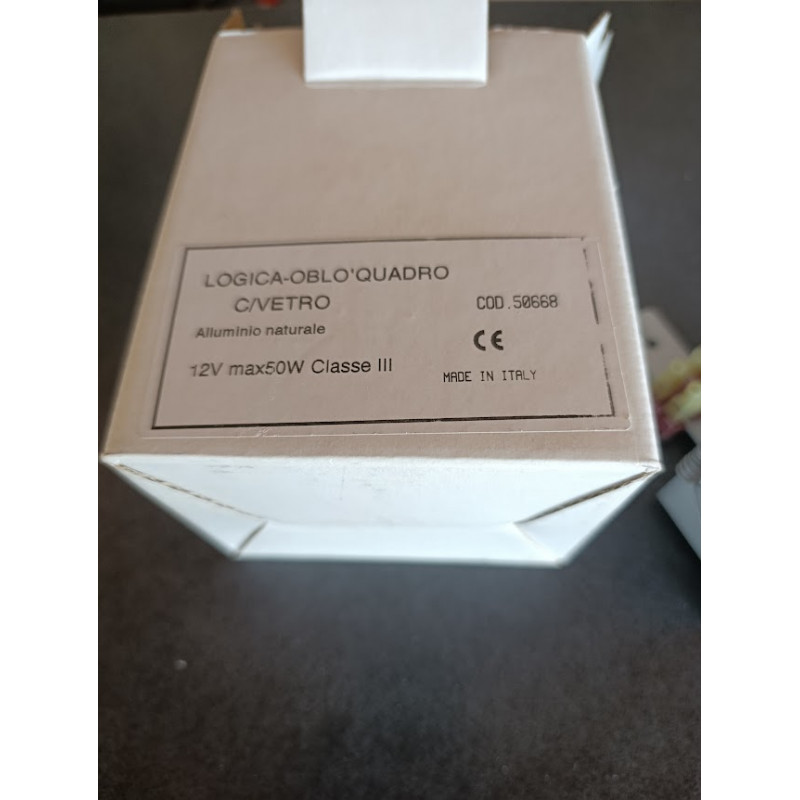 LOGICA-OBLO'QUADRO
C/VETRO
COD.50668
Alluminio naturale
CE
12V max50W Classe III
MADE IN ITALY